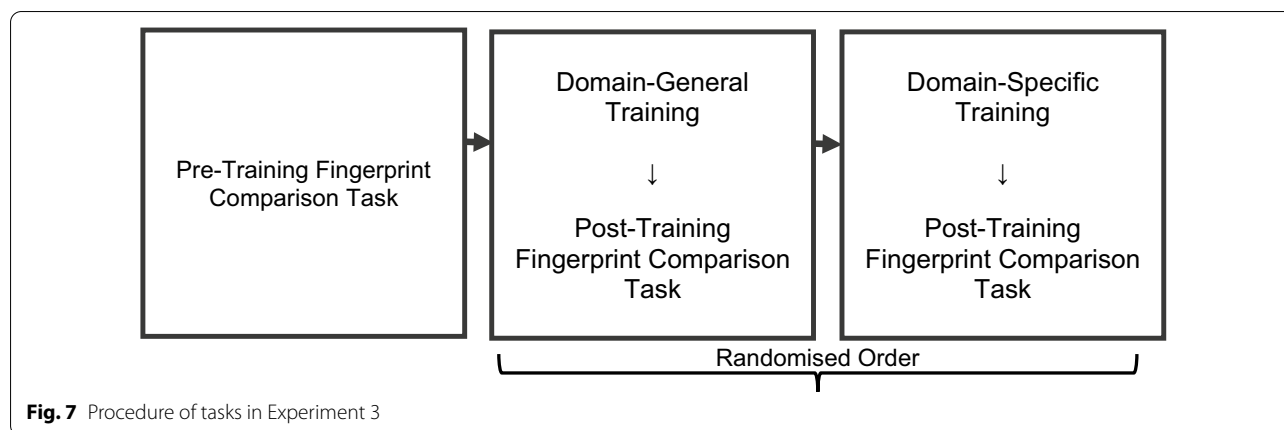 Pre-Training Fingerprint
Comparison Task
Domain-General
Training
↓
Post-Training
Fingerprint Comparison
Task
Domain-Specific
Training
↓
Post-Training
Fingerprint Comparison
Task
Randomised Order
Fig. 7 Procedure of tasks in Experiment 3